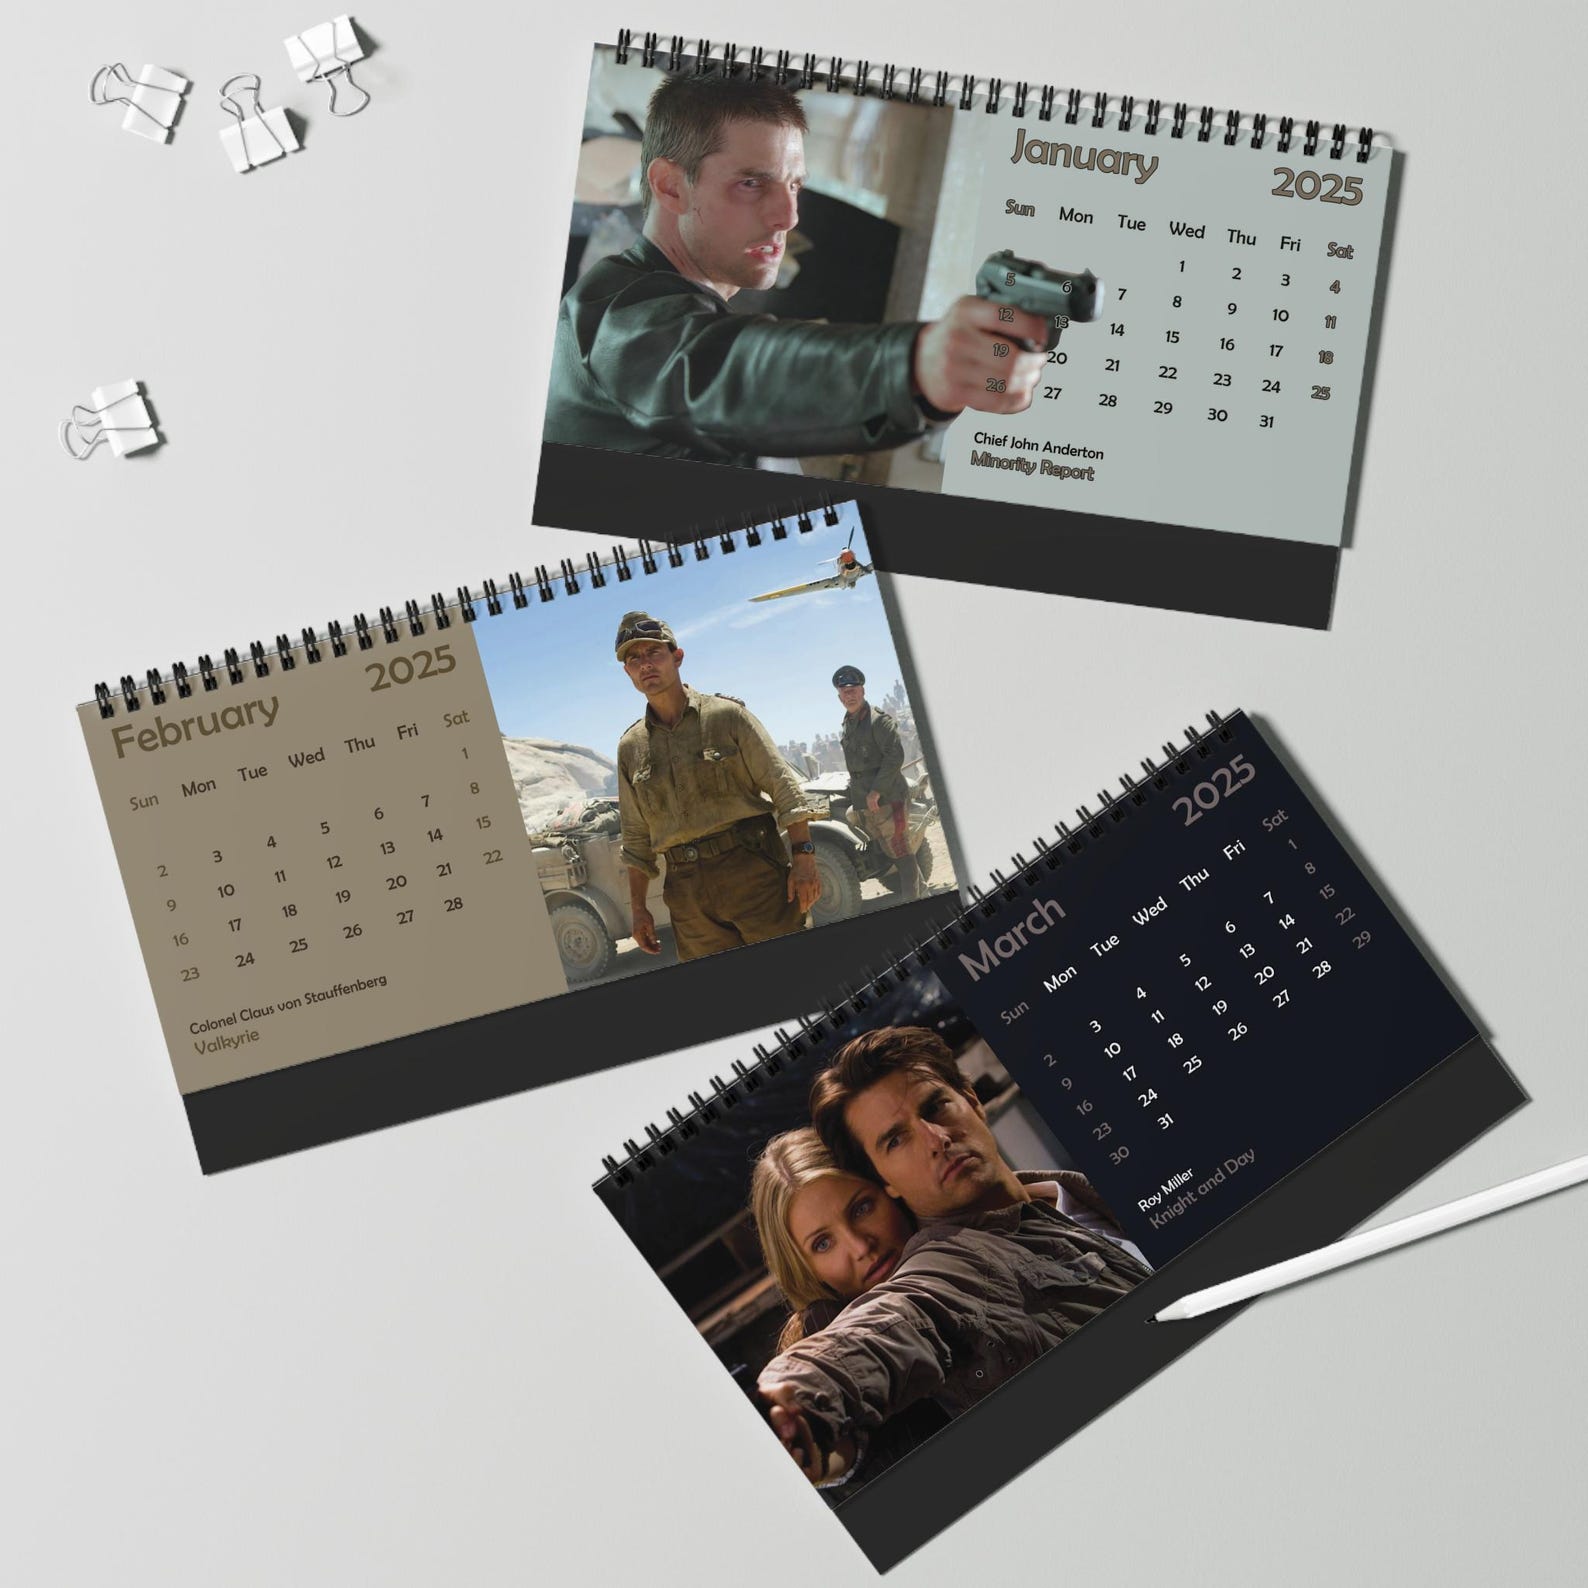 January 2025
Sun Mon Tue Wed Thu Fri Sat
1 2 3 4
5 6 7 8 9 10 11
12 13 14 15 16 17 18
19 20 21 22 23 24 25
26 27 28 29 30 31
Chief John Anderton
Minority Report
February 2025
Sun Mon Tue Wed Thu Fri Sat
1
2 3 4 5 6 7 8
9 10 11 12 13 14 15
16 17 18 19 20 21 22
23 24 25 26 27 28
Colonel Claus von Stauffenberg
Valkyrie
March 2025
Sun Mon Tue Wed Thu Fri Sat
1
2 3 4 5 6 7 8
9 10 11 12 13 14 15
16 17 18 19 20 21 22
23 24 25 26 27 28 29
30 31
Roy Miller
Knight and Day